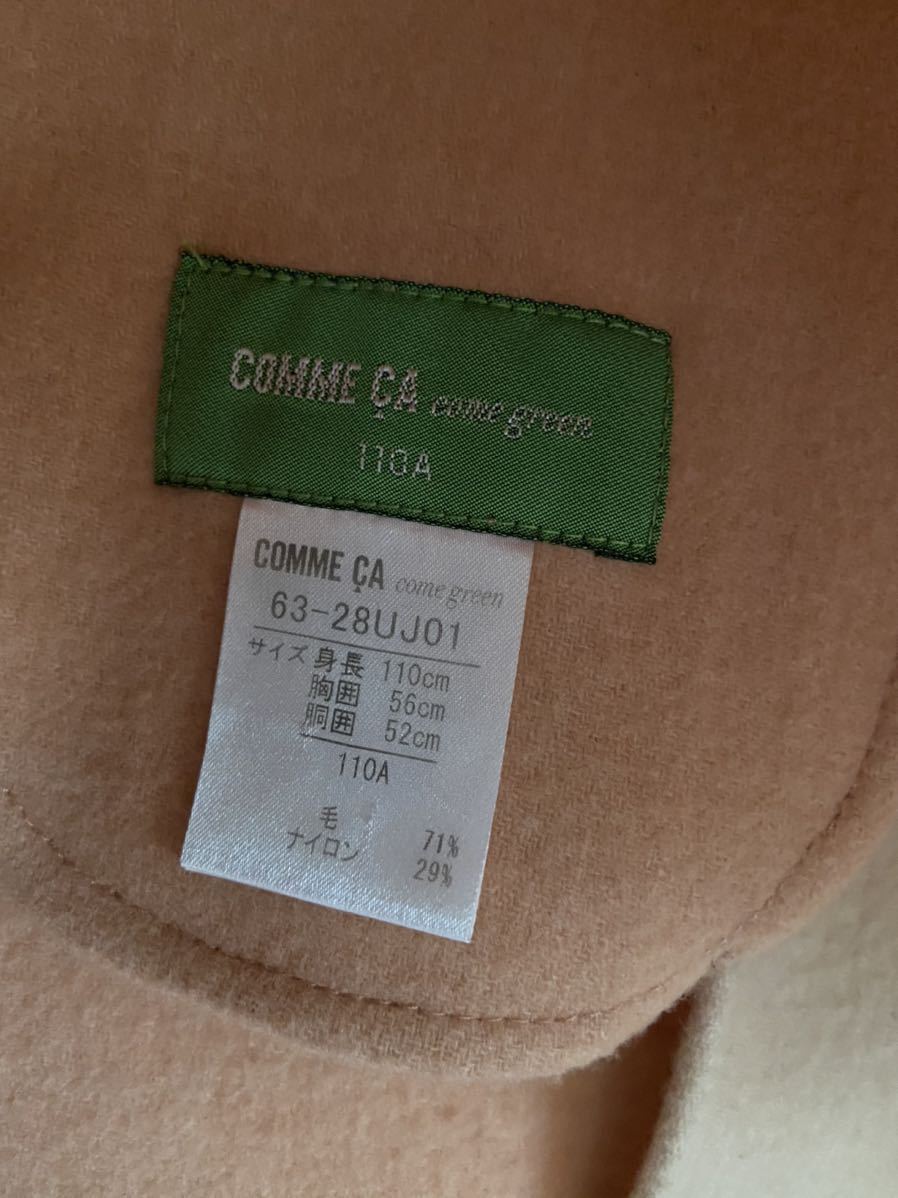 COMME ÇA come green
110A
COMME ÇA come green
63-28UJ01
サイズ 身長 110cm
胸囲 56cm
胴囲 52cm
110A
毛 71%
ナイロン 29%